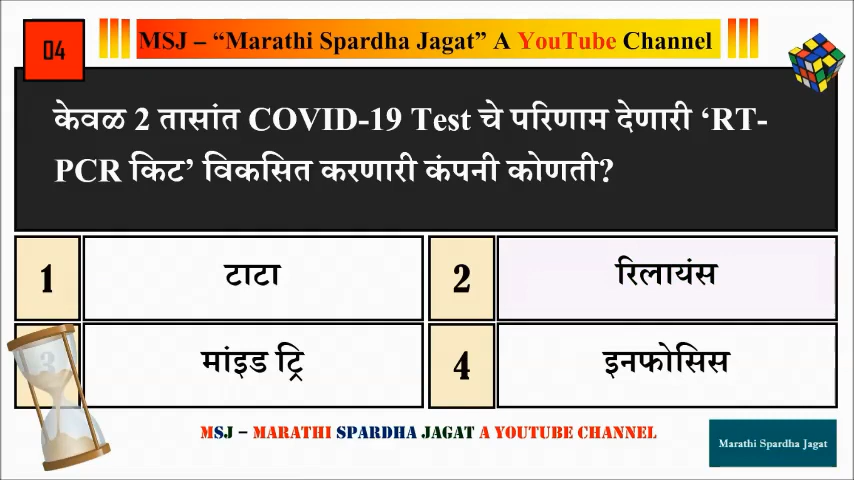 04
MSJ – “Marathi Spardha Jagat” A YouTube Channel
केवळ 2 तासांत COVID-19 Test चे परिणाम देणारी ‘RT-
PCR किट’ विकसित करणारी कंपनी कोणती?
1
टाटा
2
रिलायंस
3
मांइड ट्रि
4
इनफोसिस
MSJ – MARATHI SPARDHA JAGAT A YOUTUBE CHANNEL
Marathi Spardha Jagat